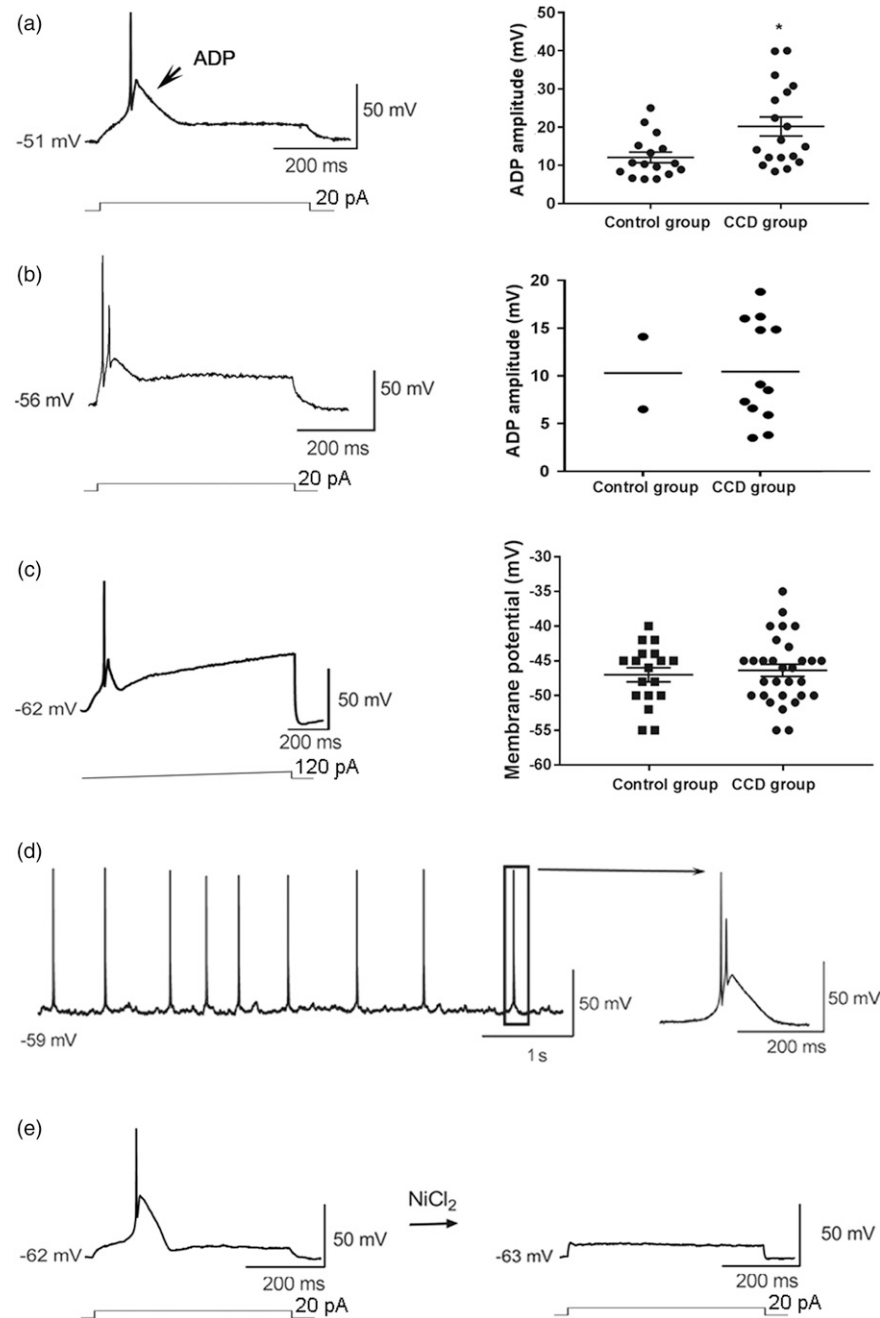 (a)
ADP
50 mV
-51 mV
200 ms
20 pA
ADP amplitude (mV)
50
40
30
20
10
0
*
Control group
CCD group
(b)
50 mV
-56 mV
200 ms
20 pA
ADP amplitude (mV)
20
15
10
5
0
Control group
CCD group
(c)
50 mV
-62 mV
200 ms
120 pA
Membrane potential (mV)
-30
-35
-40
-45
-50
-55
-60
Control group
CCD group
(d)
50 mV
-59 mV
1 s
50 mV
200 ms
(e)
50 mV
-62 mV
200 ms
20 pA
NiCl₂
50 mV
-63 mV
200 ms
20 pA